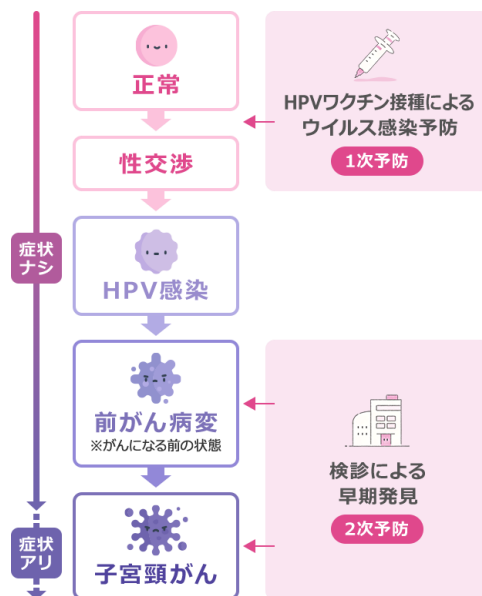 正常
HPVワクチン接種による
ウイルス感染予防
1次予防
性交渉
症状
ナシ
HPV感染
前がん病変
※がんになる前の状態
検診による
早期発見
2次予防
症状
アリ
子宮頸がん